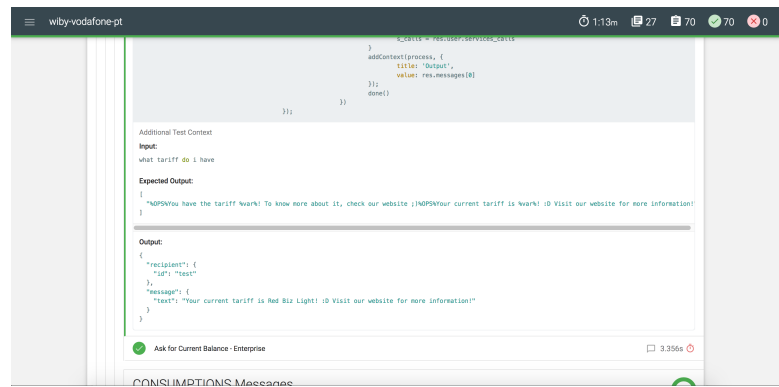 wiby-vodafone-pt
1:13m 27 70 70 0
s_calls = res.user.services_calls
}
addContext(process, {
title: 'Output',
value: res.messages[0]
});
done()
})
});
Additional Test Context
Input:
what tariff do i have
Expected Output:
[
"%OPS%You have the tariff %var%! To know more about it, check our website ;)%OPS%Your current tariff is %var%! :D Visit our website for more information!
]
Output:
{
"recipient": {
"id": "test"
},
"message": {
"text": "Your current tariff is Red Biz Light! :D Visit our website for more information!"
}
}
Ask for Current Balance - Enterprise
3.356s
CONSUMPTIONS Messages